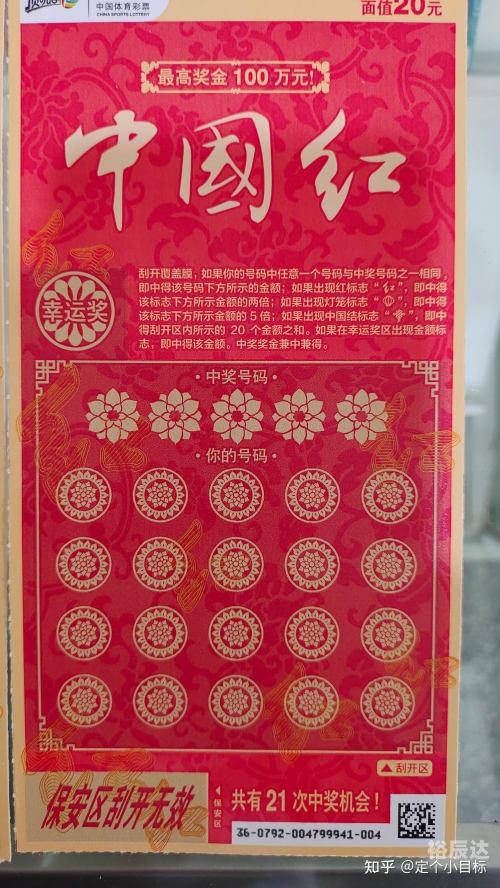 顶呱刮
中国体育彩票
CHINA SPORTS LOTTERY
面值20元
最高奖金 100 万元!
中國红
幸运奖
刮开覆盖膜,如果你的号码中任意一个号码与中奖号码之一相同,
即中得该号码下方所示的金额;如果出现红标志“红”,即中得
该标志下方所示金额的两倍;如果出现灯笼标志“”,即中得
该标志下方所示金额的 5 倍;如果出现中国结标志“”,即中
得刮开区内所示的 20 个金额之和。如果在幸运奖区出现金额标
志,即中得该金额。中奖奖金兼中兼得。
·中奖号码·
·你的号码·
▲刮开区
保安区刮开无效
◀保安区
共有 21 次中奖机会!
36-0792-004799941-004
裕辰达
知乎 @定个小目标